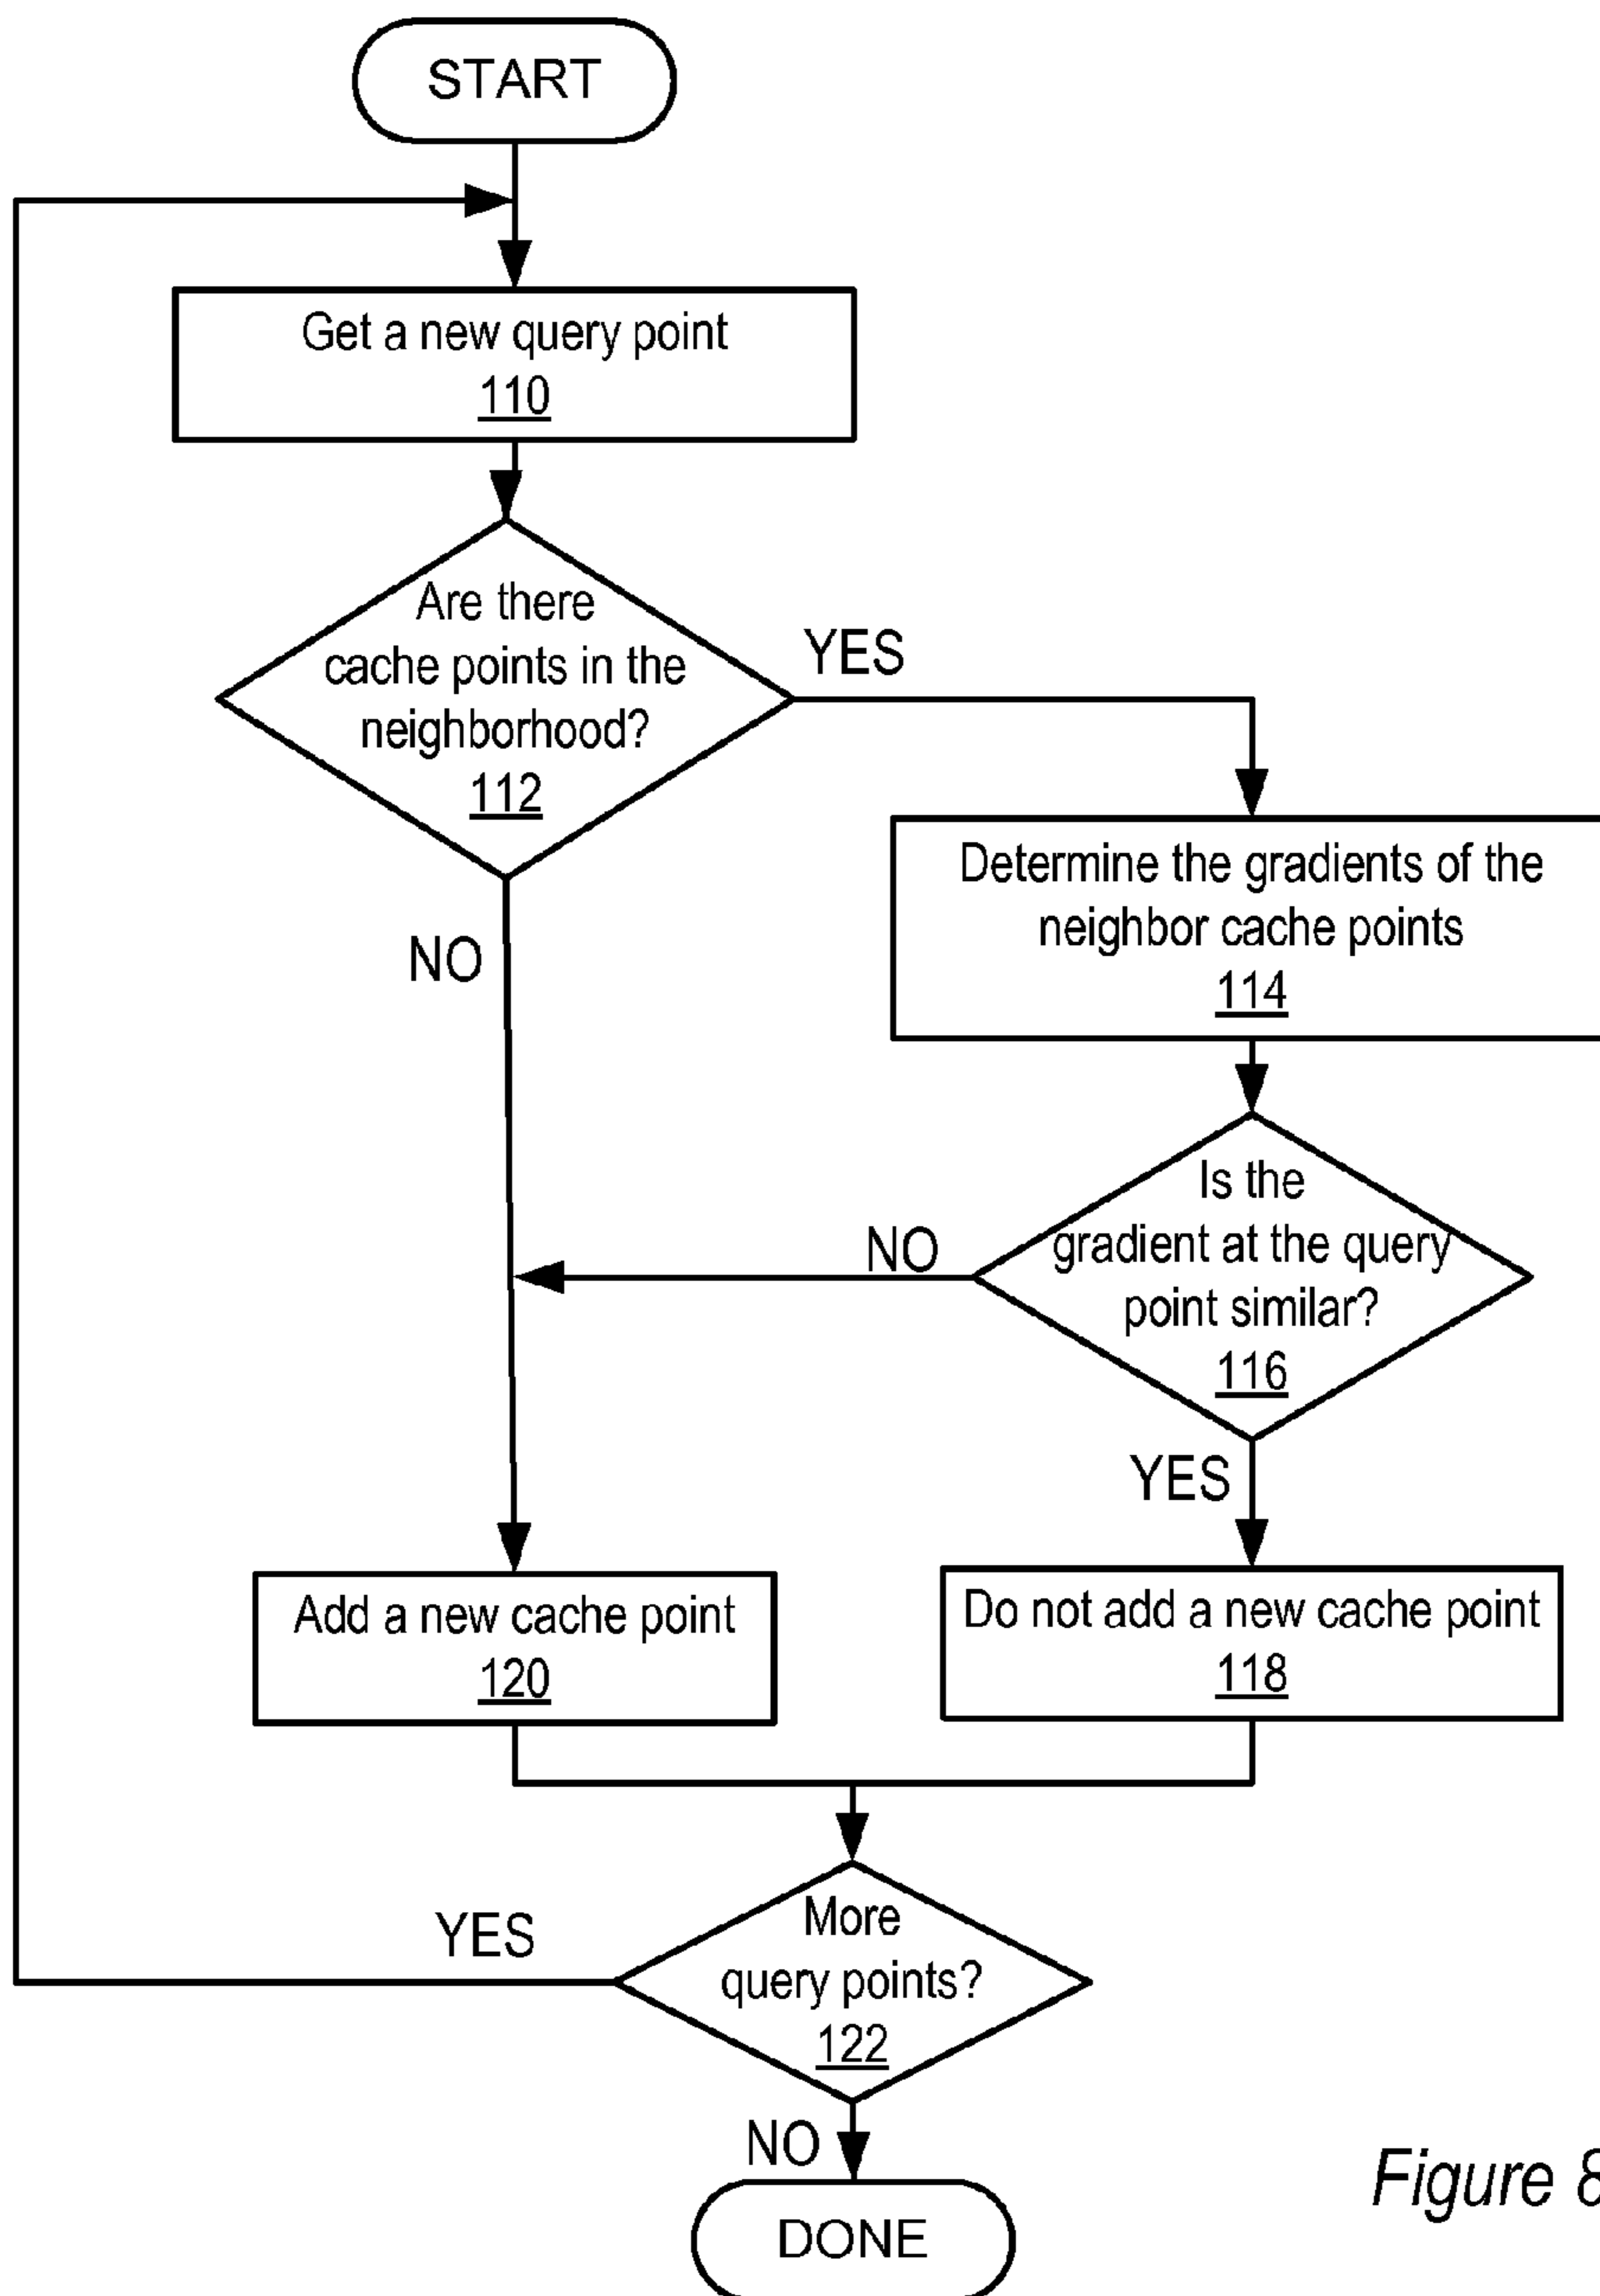 START
Get a new query point
110
Are there
cache points in the
neighborhood?
112
YES
NO
Determine the gradients of the
neighbor cache points
114
Is the
gradient at the query
point similar?
116
NO
YES
Add a new cache point
120
Do not add a new cache point
118
More
query points?
122
YES
NO
DONE
Figure 8